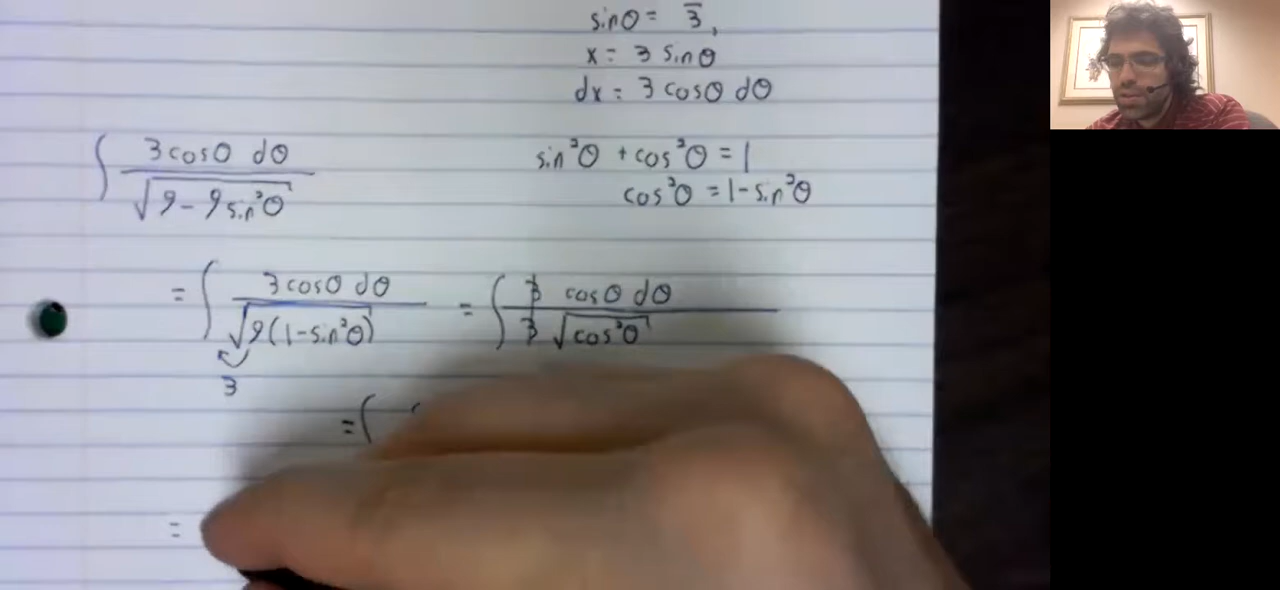 sinθ = 3,
x = 3 sinθ
dx = 3 cosθ dθ
∫ 3cosθ dθ / √(9 - 9sin²θ)
sin²θ + cos²θ = 1
cos²θ = 1 - sin²θ
= ∫ 3cosθ dθ / √(9(1-sin²θ)) = ∫ 3 cosθ dθ / 3 √(cos²θ)
3
= ∫
=